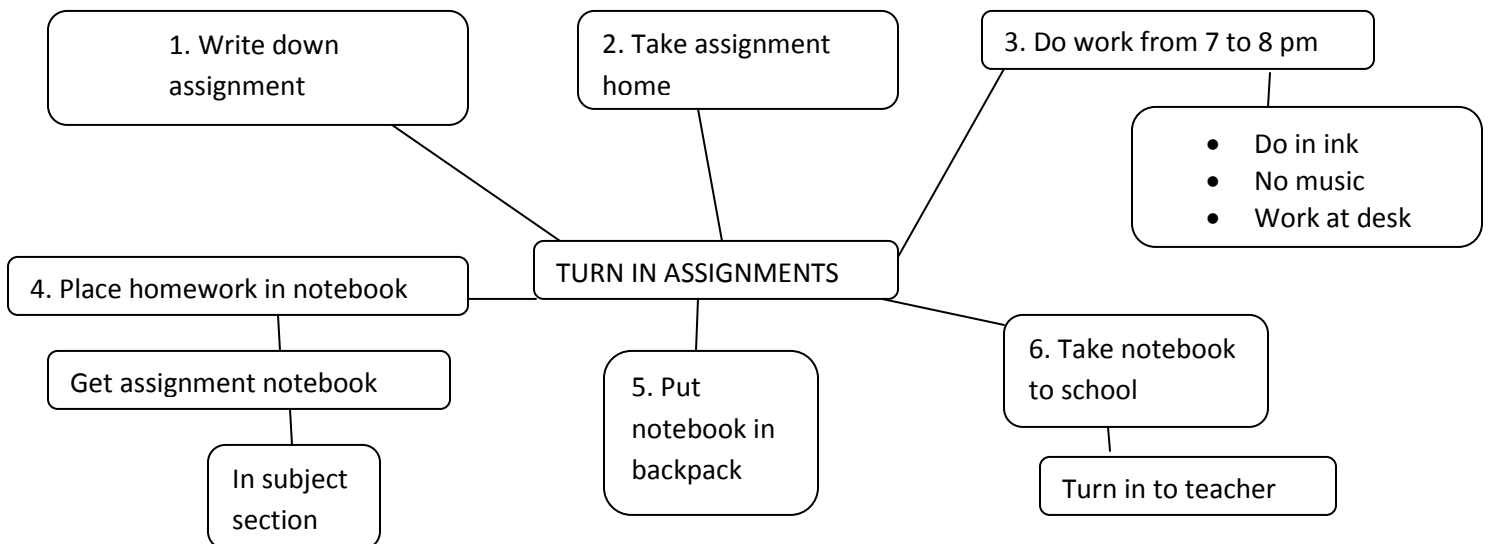 1. Write down
assignment
2. Take assignment
home
3. Do work from 7 to 8 pm
• Do in ink
• No music
• Work at desk
TURN IN ASSIGNMENTS
4. Place homework in notebook
Get assignment notebook
In subject
section
5. Put
notebook in
backpack
6. Take notebook
to school
Turn in to teacher